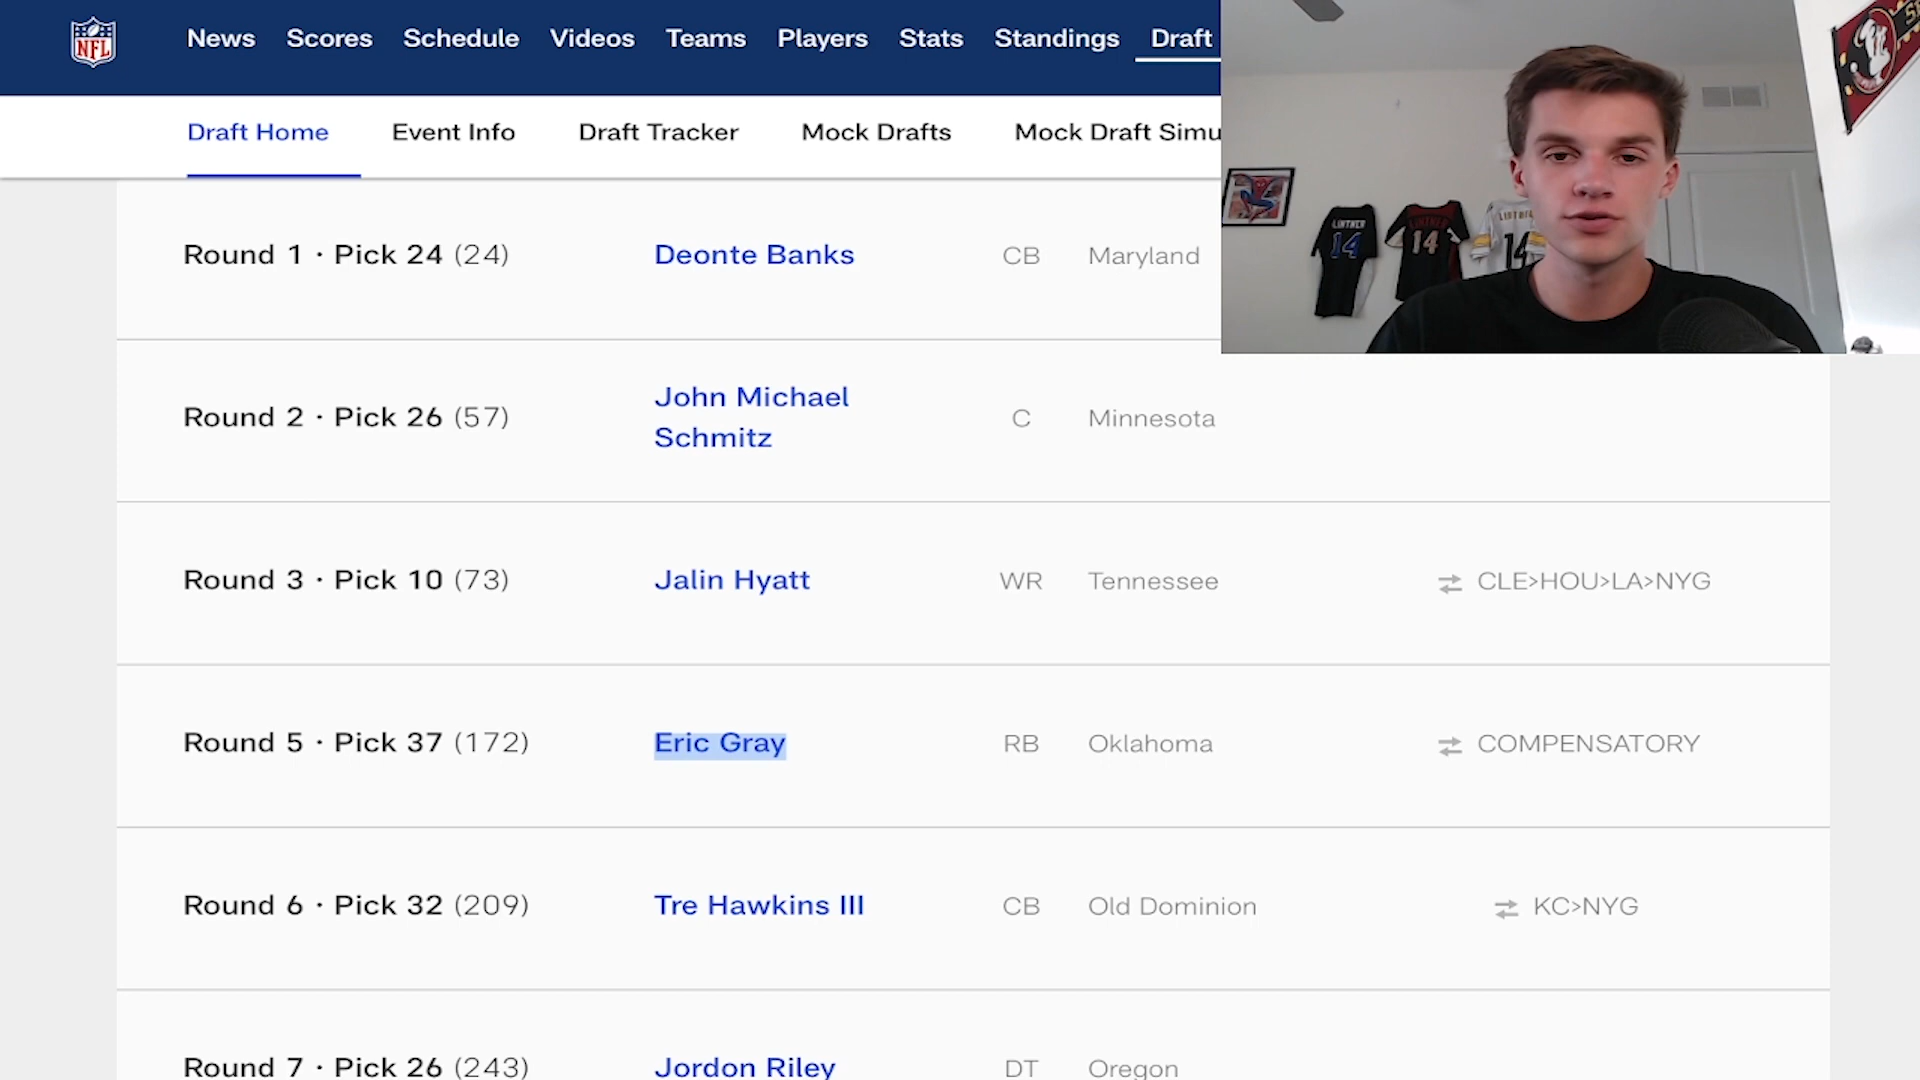 NFL
News Scores Schedule Videos Teams Players Stats Standings Draft
Draft Home Event Info Draft Tracker Mock Drafts Mock Draft Simu
Round 1 · Pick 24 (24) Deonte Banks CB Maryland
Round 2 · Pick 26 (57) John Michael Schmitz C Minnesota
Round 3 · Pick 10 (73) Jalin Hyatt WR Tennessee CLE>HOU>LA>NYG
Round 5 · Pick 37 (172) Eric Gray RB Oklahoma COMPENSATORY
Round 6 · Pick 32 (209) Tre Hawkins III CB Old Dominion KC>NYG
Round 7 · Pick 26 (243) Jordon Riley DT Oregon
LINTNER
14
LINTNER
14
14